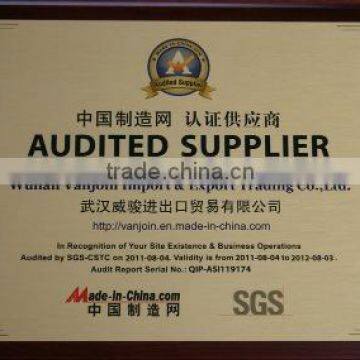 MADE-IN-CHINA.COM
Audited Supplier
中国制造网 认证供应商
AUDITED SUPPLIER
trade.china.cn
Wuhan Vanjoin Import & Export Trading Co.,Ltd.
武汉威骏进出口贸易有限公司
http://vanjoin.en.made-in-china.com/
In Recognition of Your Site Existence & Business Operations
Audited by SGS-CSTC on 2011-08-04. Validity is from 2011-08-04 to 2012-08-03.
Audit Report Serial No.: QIP-ASI119174
Made-in-China.com
中国制造网
SGS